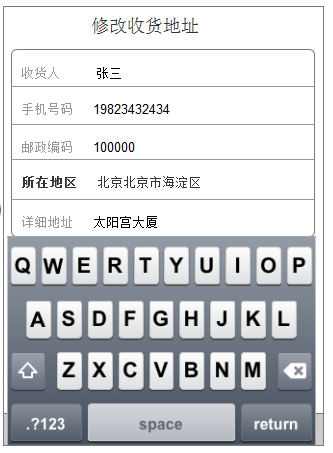 修改收货地址
收货人 张三
手机号码 19823432434
邮政编码 100000
所在地区 北京北京市海淀区
详细地址 太阳宫大厦
Q W E R T Y U I O P
A S D F G H J K L
Z X C V B N M
.?123 space return